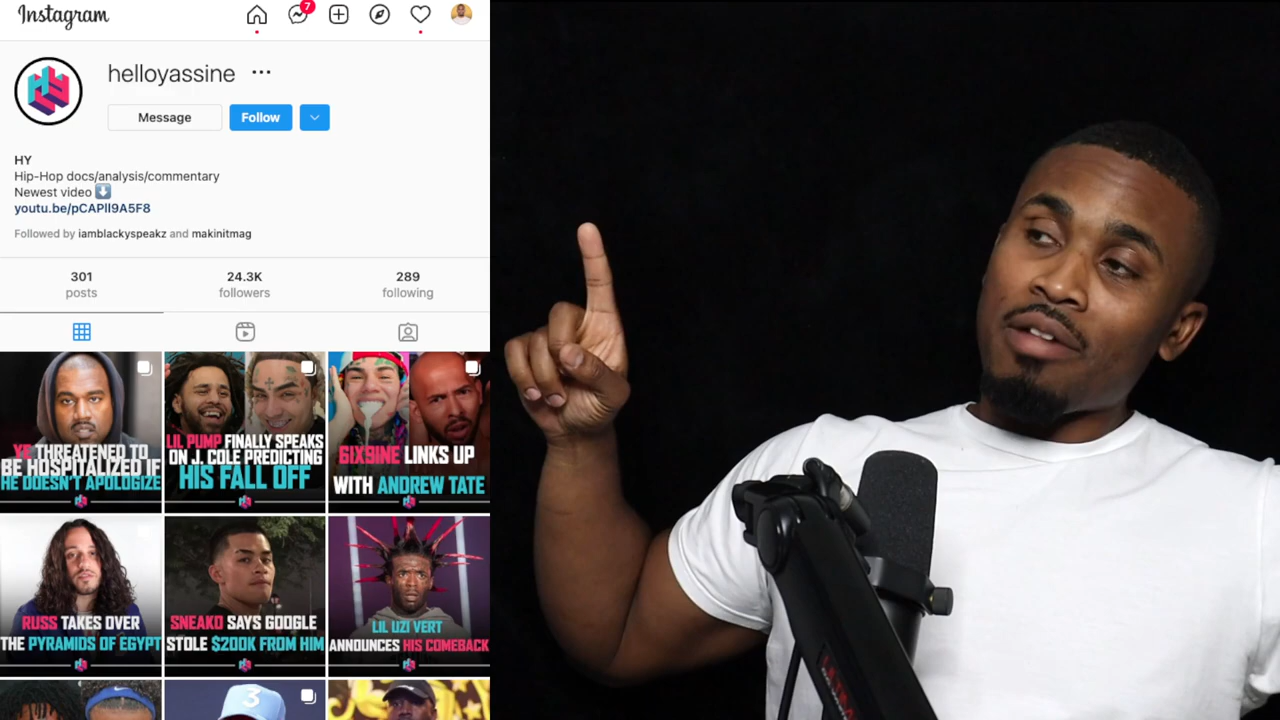 Instagram
7
helloyassine
Message
Follow
HY
Hip-Hop docs/analysis/commentary
Newest video
youtu.be/pCAPlI9A5F8
Followed by iamblackyspeakz and makinitmag
301
posts
24.3K
followers
289
following
YE THREATENED TO
BE HOSPITALIZED IF
HE DOESN'T APOLOGIZE
LIL PUMP FINALLY SPEAKS
ON J. COLE PREDICTING
HIS FALL OFF
6IX9INE LINKS UP
WITH ANDREW TATE
RUSS TAKES OVER
THE PYRAMIDS OF EGYPT
SNEAKO SAYS GOOGLE
STOLE $200K FROM HIM
LIL UZI VERT
ANNOUNCES HIS COMEBACK
3